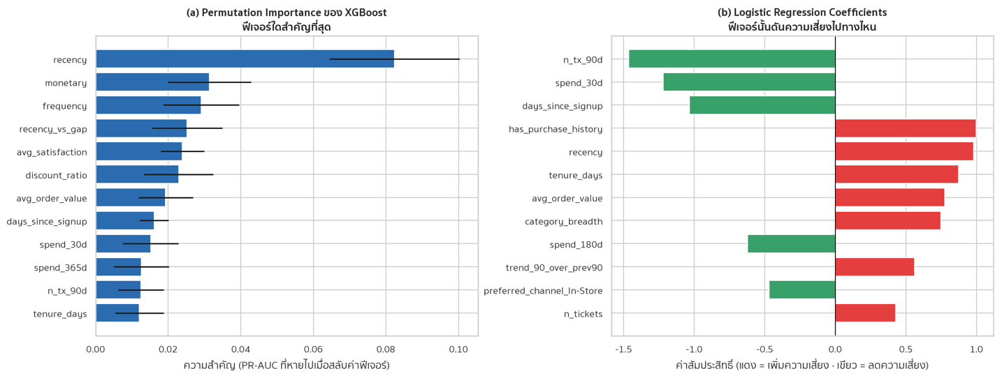 (a) Permutation Importance ของ XGBoost
ฟีเจอร์ใดสำคัญที่สุด
recency
monetary
frequency
recency_vs_gap
avg_satisfaction
discount_ratio
avg_order_value
days_since_signup
spend_30d
spend_365d
n_tx_90d
tenure_days
0.00 0.02 0.04 0.06 0.08 0.10
ความสำคัญ (PR-AUC ที่หายไปเมื่อสลับค่าฟีเจอร์)
(b) Logistic Regression Coefficients
ฟีเจอร์นั้นดันความเสี่ยงไปทางไหน
n_tx_90d
spend_30d
days_since_signup
has_purchase_history
recency
tenure_days
avg_order_value
category_breadth
spend_180d
trend_90_over_prev90
preferred_channel_In-Store
n_tickets
-1.5 -1.0 -0.5 0.0 0.5 1.0
ค่าสัมประสิทธิ์ (แดง = เพิ่มความเสี่ยง · เขียว = ลดความเสี่ยง)